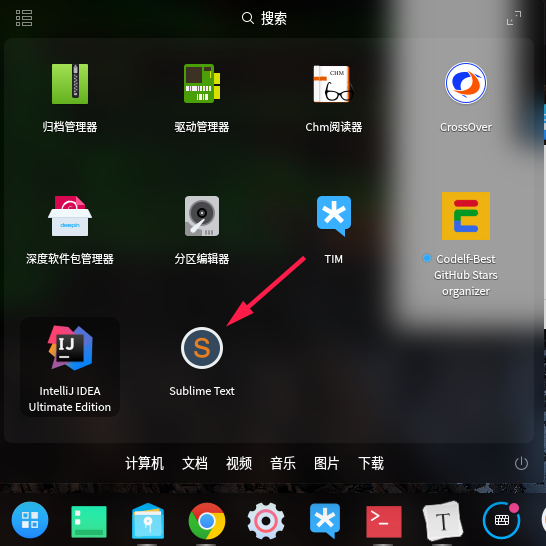 搜索
归档管理器
驱动管理器
CHM
Chm阅读器
CrossOver
deepin
深度软件包管理器
分区编辑器
TIM
Codelf-Best
GitHub Stars
organizer
IJ
IntelliJ IDEA
Ultimate Edition
S
Sublime Text
计算机 文档 视频 音乐 图片 下载
T